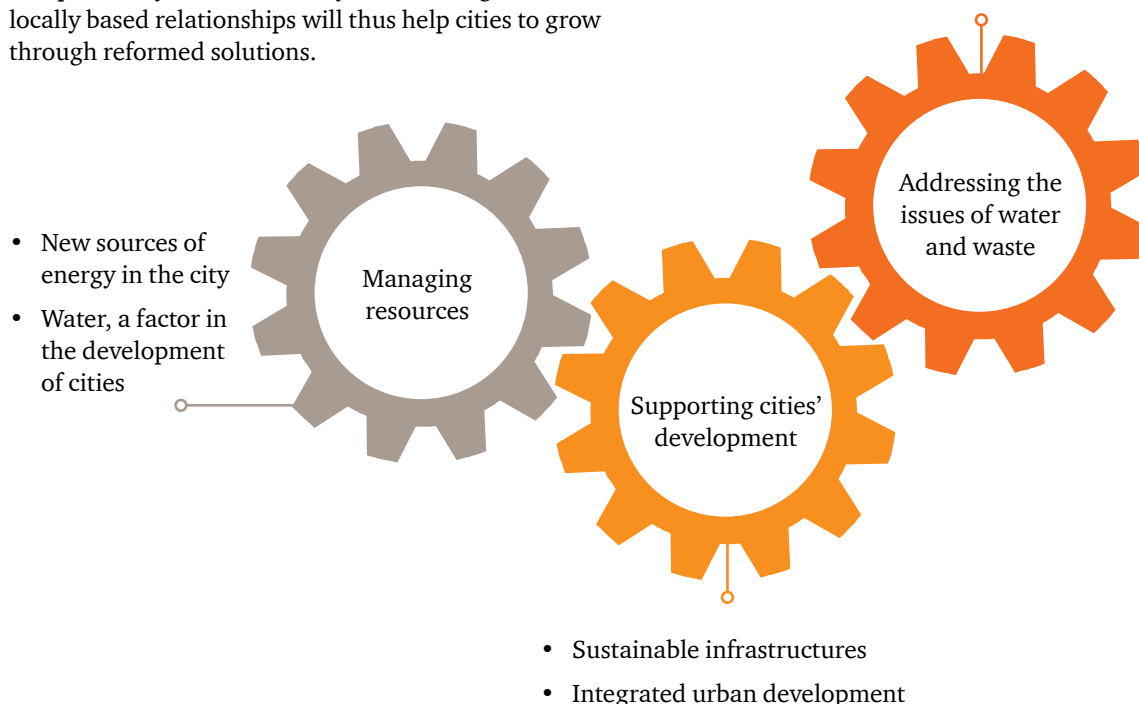 locally based relationships will thus help cities to grow
through reformed solutions.
Addressing the
issues of water
and waste
• New sources of
energy in the city
• Water, a factor in
the development
of cities
Managing
resources
Supporting cities’
development
• Sustainable infrastructures
• Integrated urban development